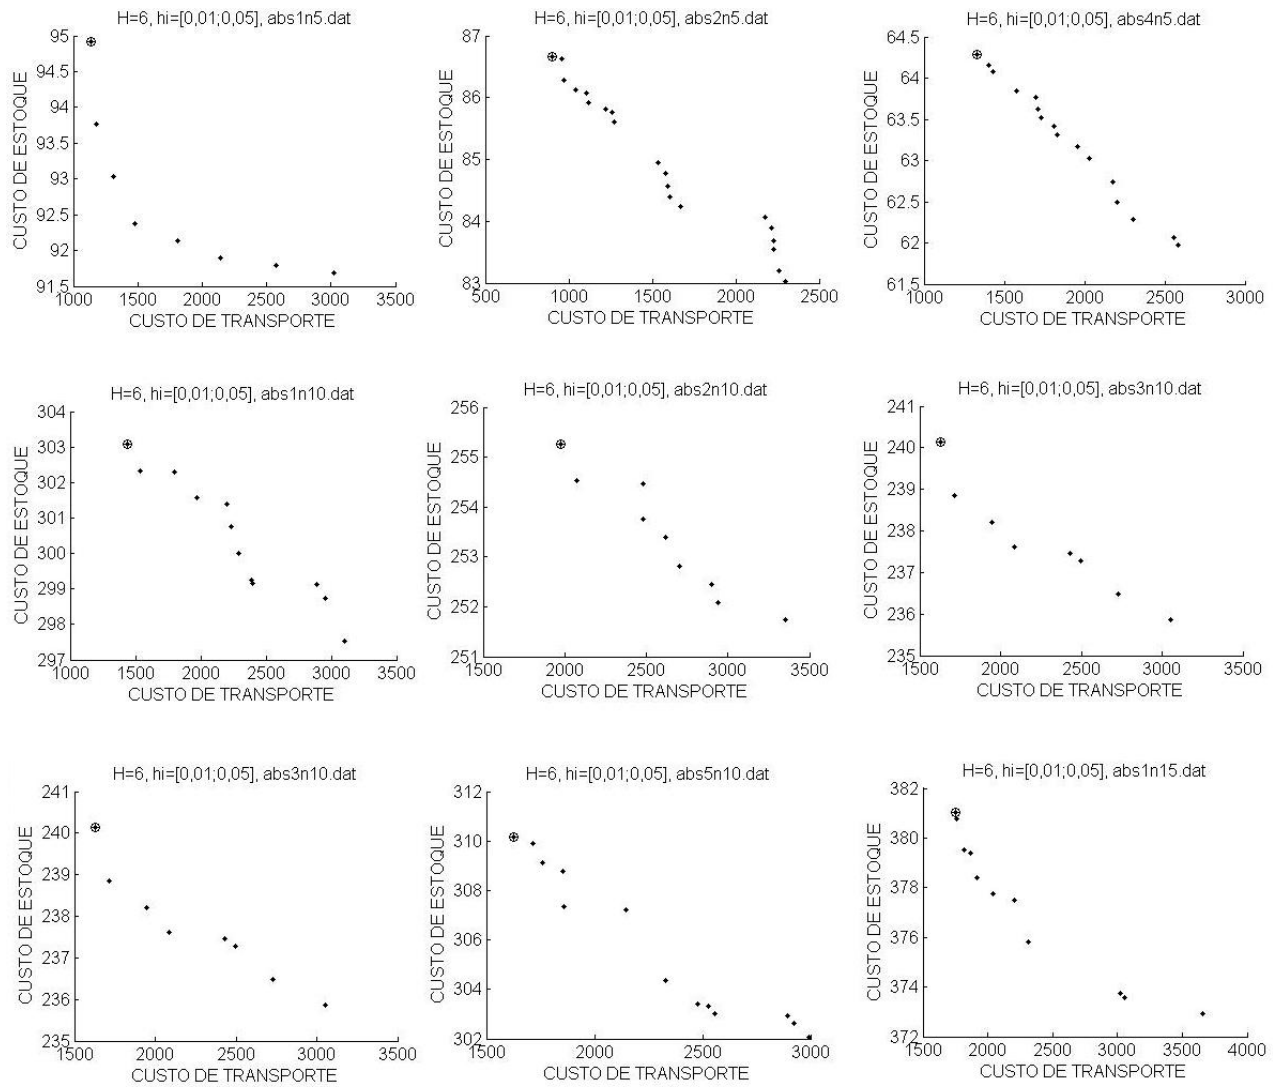 H=6, hi=[0,01;0,05], abs1n5.dat
95
94.5
94
93.5
93
92.5
92
91.5
1000 1500 2000 2500 3000 3500
CUSTO DE ESTOQUE
CUSTO DE TRANSPORTE
H=6, hi=[0,01;0,05], abs2n5.dat
87
86
85
84
83
500 1000 1500 2000 2500
CUSTO DE ESTOQUE
CUSTO DE TRANSPORTE
H=6, hi=[0,01;0,05], abs4n5.dat
64.5
64
63.5
63
62.5
62
61.5
1000 1500 2000 2500 3000
CUSTO DE ESTOQUE
CUSTO DE TRANSPORTE
H=6, hi=[0,01;0,05], abs1n10.dat
304
303
302
301
300
299
298
297
1000 1500 2000 2500 3000 3500
CUSTO DE ESTOQUE
CUSTO DE TRANSPORTE
H=6, hi=[0,01;0,05], abs2n10.dat
256
255
254
253
252
251
1500 2000 2500 3000 3500
CUSTO DE ESTOQUE
CUSTO DE TRANSPORTE
H=6, hi=[0,01;0,05], abs3n10.dat
241
240
239
238
237
236
235
1500 2000 2500 3000 3500
CUSTO DE ESTOQUE
CUSTO DE TRANSPORTE
H=6, hi=[0,01;0,05], abs3n10.dat
241
240
239
238
237
236
235
1500 2000 2500 3000 3500
CUSTO DE ESTOQUE
CUSTO DE TRANSPORTE
H=6, hi=[0,01;0,05], abs5n10.dat
312
310
308
306
304
302
1500 2000 2500 3000
CUSTO DE ESTOQUE
CUSTO DE TRANSPORTE
H=6, hi=[0,01;0,05], abs1n15.dat
382
380
378
376
374
372
1500 2000 2500 3000 3500 4000
CUSTO DE ESTOQUE
CUSTO DE TRANSPORTE